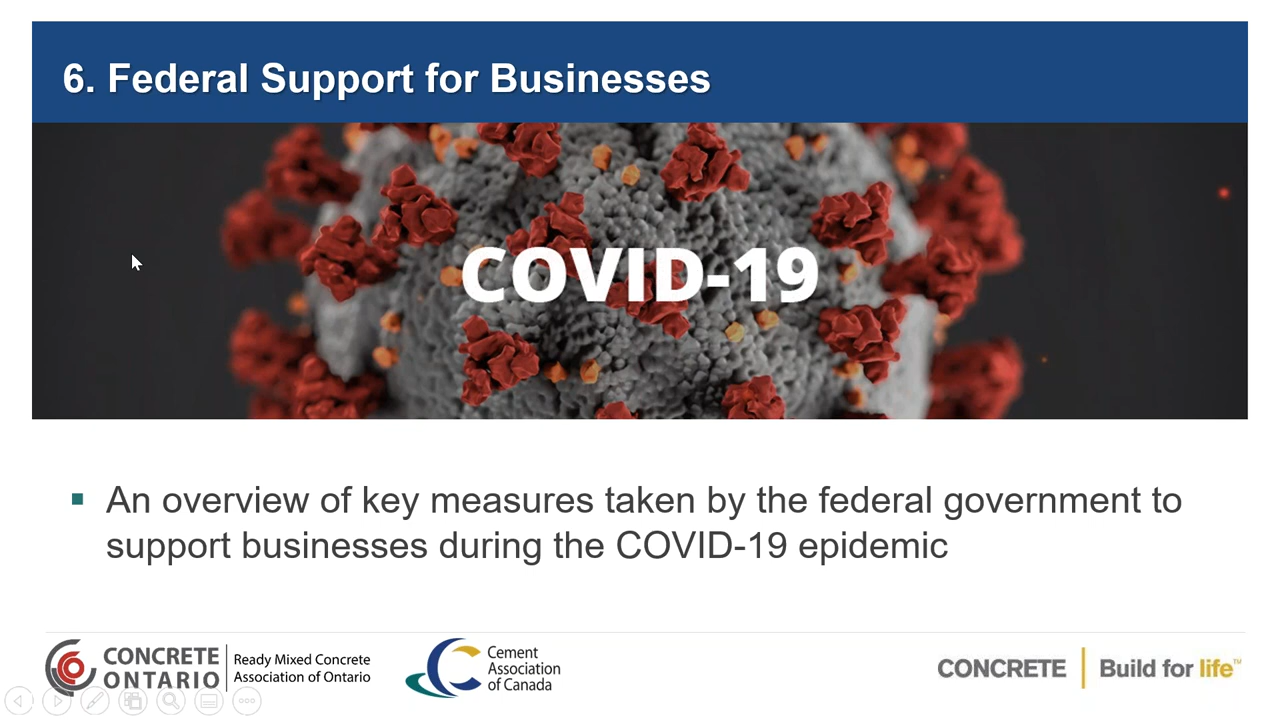 6. Federal Support for Businesses
COVID-19
▪ An overview of key measures taken by the federal government to
support businesses during the COVID-19 epidemic
CONCRETE
ONTARIO
Ready Mixed Concrete
Association of Ontario
Cement
Association
of Canada
CONCRETE | Build for life™